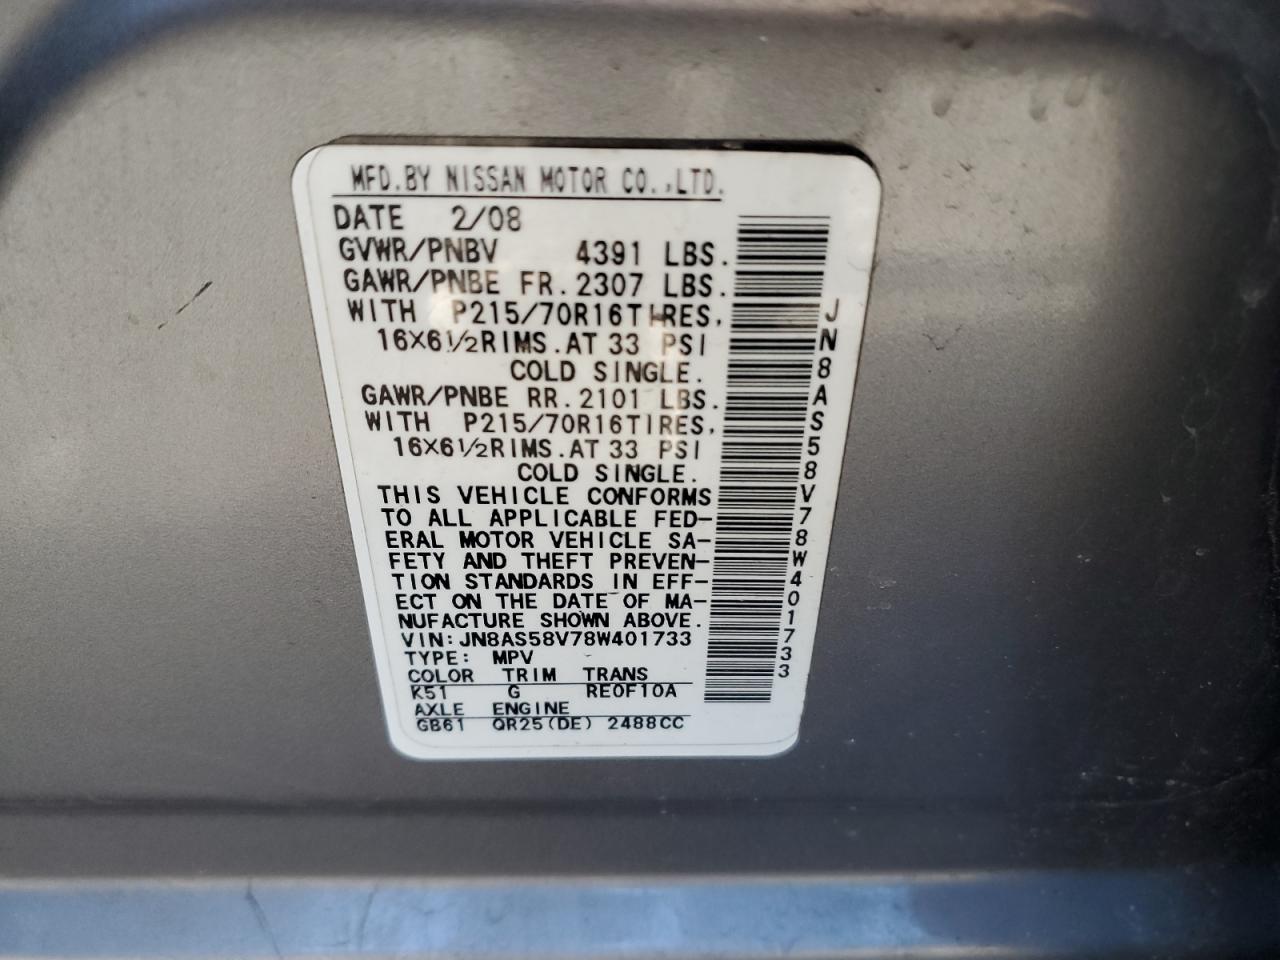 MFD.BY NISSAN MOTOR CO.,LTD.
DATE 2/08
GVWR/PNBV 4391 LBS.
GAWR/PNBE FR.2307 LBS.
WITH P215/70R16TIRES,
16X6½RIMS.AT 33 PSI
COLD SINGLE.
GAWR/PNBE RR.2101 LBS.
WITH P215/70R16TIRES,
16X6½RIMS.AT 33 PSI
COLD SINGLE.
THIS VEHICLE CONFORMS
TO ALL APPLICABLE FED-
ERAL MOTOR VEHICLE SA-
FETY AND THEFT PREVEN-
TION STANDARDS IN EFF-
ECT ON THE DATE OF MA-
NUFACTURE SHOWN ABOVE.
VIN:JN8AS58V78W401733
TYPE: MPV
COLOR TRIM TRANS
K51 G RE0F10A
AXLE ENGINE
GB61 QR25(DE) 2488CC
JN8AS58V78W401733